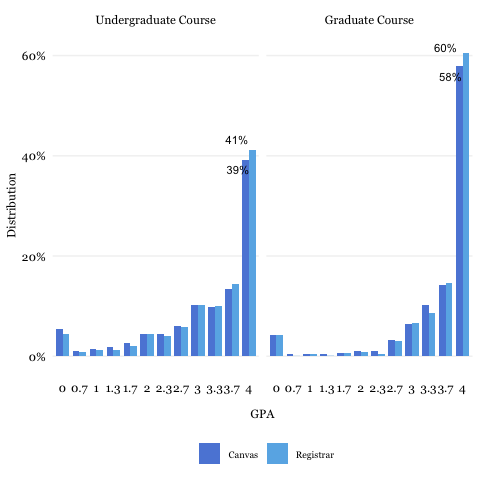 Undergraduate Course Graduate Course
60%
58%
60%
41%
40%
39%
20%
0%
Distribution
0 0.7 1 1.3 1.7 2 2.3 2.7 3 3.3 3.7 4 0 0.7 1 1.3 1.7 2 2.3 2.7 3 3.3 3.7 4
GPA
Canvas Registrar